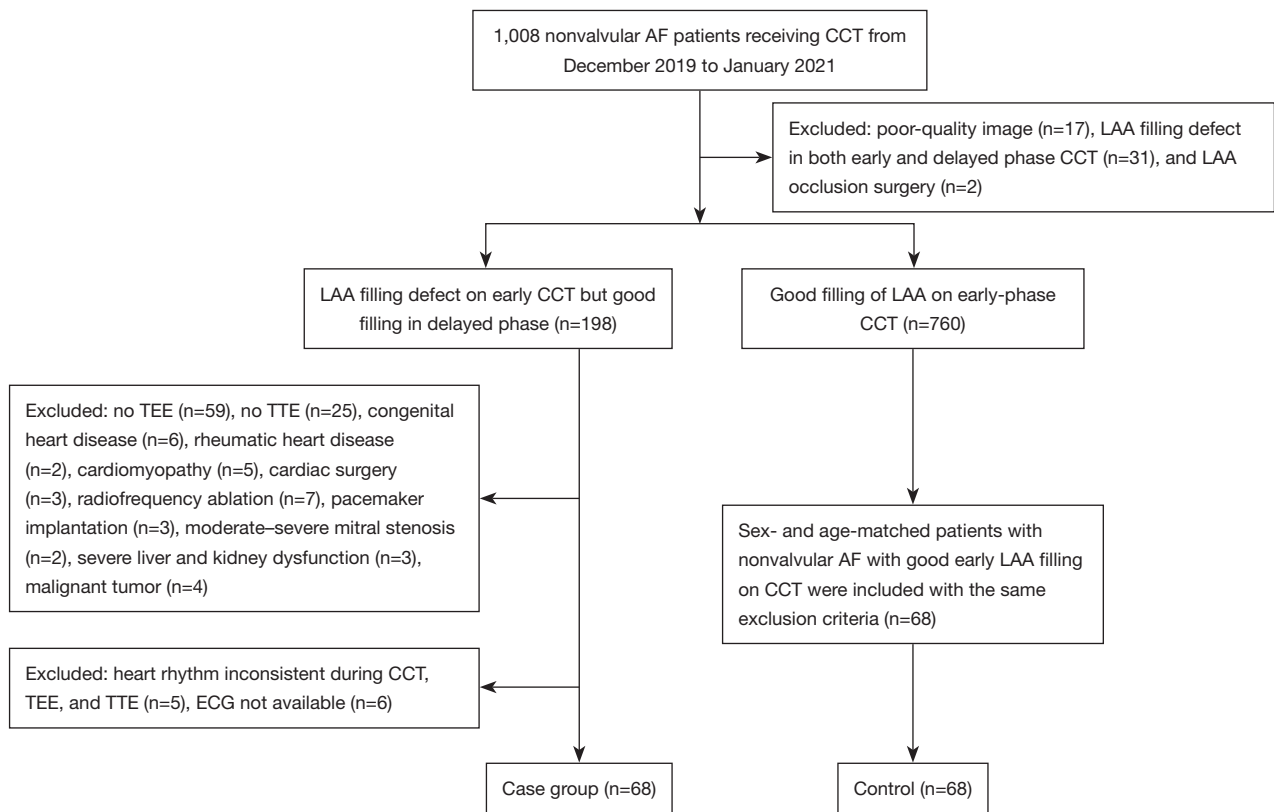 1,008 nonvalvular AF patients receiving CCT from
December 2019 to January 2021
Excluded: poor-quality image (n=17), LAA filling defect
in both early and delayed phase CCT (n=31), and LAA
occlusion surgery (n=2)
LAA filling defect on early CCT but good
filling in delayed phase (n=198)
Good filling of LAA on early-phase
CCT (n=760)
Excluded: no TEE (n=59), no TTE (n=25), congenital
heart disease (n=6), rheumatic heart disease
(n=2), cardiomyopathy (n=5), cardiac surgery
(n=3), radiofrequency ablation (n=7), pacemaker
implantation (n=3), moderate–severe mitral stenosis
(n=2), severe liver and kidney dysfunction (n=3),
malignant tumor (n=4)
Sex- and age-matched patients with
nonvalvular AF with good early LAA filling
on CCT were included with the same
exclusion criteria (n=68)
Excluded: heart rhythm inconsistent during CCT,
TEE, and TTE (n=5), ECG not available (n=6)
Case group (n=68)
Control (n=68)